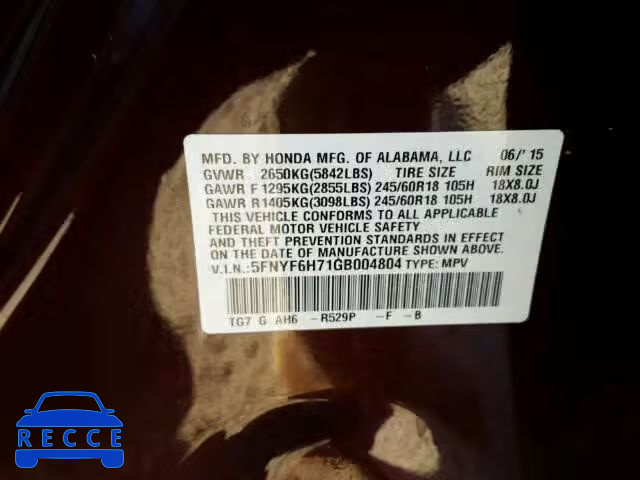 MFD. BY HONDA MFG. OF ALABAMA, LLC 06/'15
GVWR 2650KG(5842LBS) TIRE SIZE RIM SIZE
GAWR F 1295KG(2855LBS) 245/60R18 105H 18X8.0J
GAWR R 1405KG(3098LBS) 245/60R18 105H 18X8.0J
THIS VEHICLE CONFORMS TO ALL APPLICABLE
FEDERAL MOTOR VEHICLE SAFETY, BUMPER,
AND THEFT PREVENTION STANDARDS IN EFFECT
ON THE DATE OF MANUFACTURE SHOWN ABOVE.
V.I.N.:5FNYF6H71GB004804 TYPE: MPV
TG7 G AH6 -R529P -F -B
RECCE